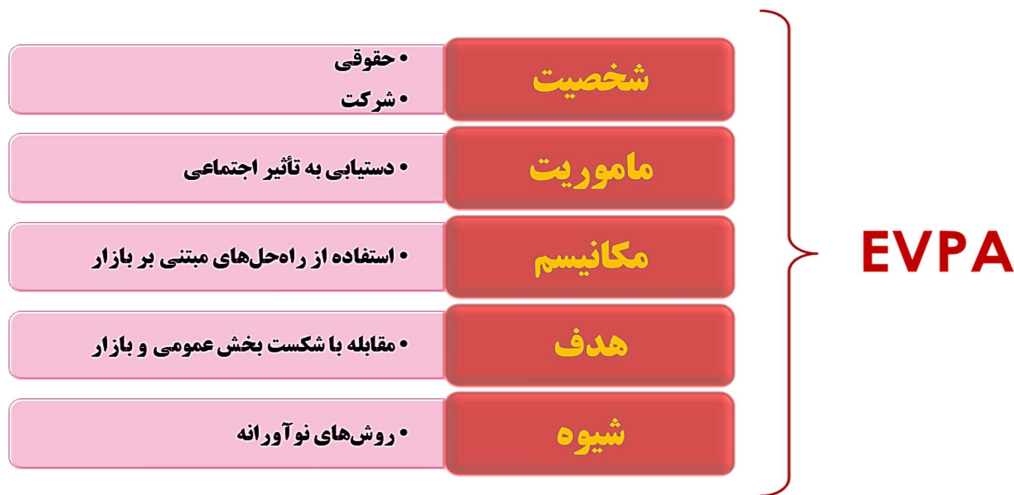 EVPA
شخصیت
• حقوقی
• شرکت
ماموریت
• دستیابی به تأثیر اجتماعی
مکانیسم
• استفاده از راه‌حل‌های مبتنی بر بازار
هدف
• مقابله با شکست بخش عمومی و بازار
شیوه
• روش‌های نوآورانه